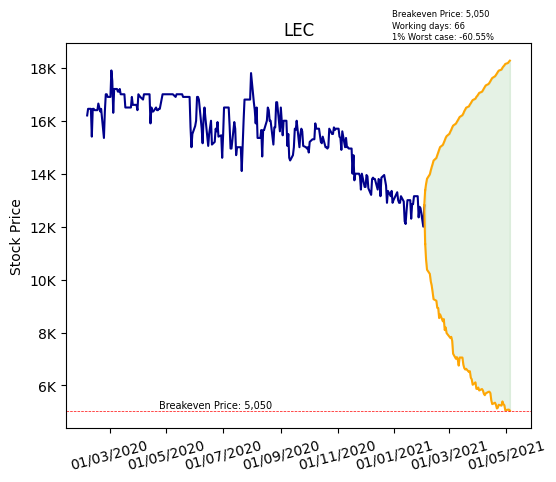 Breakeven Price: 5,050
Working days: 66
1% Worst case: -60.55%
LEC
Stock Price
18K
16K
14K
12K
10K
8K
6K
Breakeven Price: 5,050
01/03/2020
01/05/2020
01/07/2020
01/09/2020
01/11/2020
01/01/2021
01/03/2021
01/05/2021